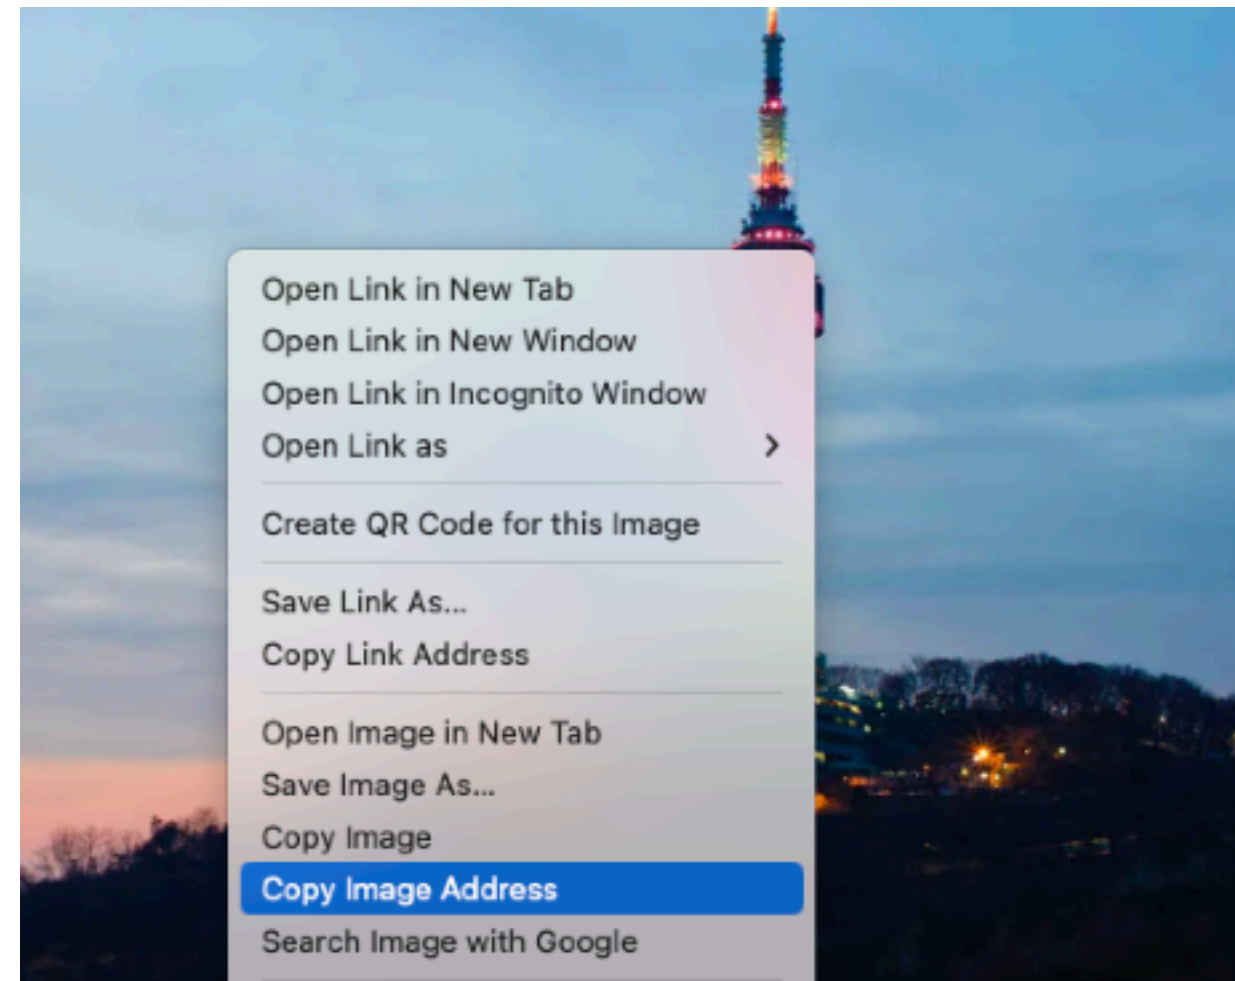 Open Link in New Tab
Open Link in New Window
Open Link in Incognito Window
Open Link as
Create QR Code for this Image
Save Link As...
Copy Link Address
Open Image in New Tab
Save Image As...
Copy Image
Copy Image Address
Search Image with Google